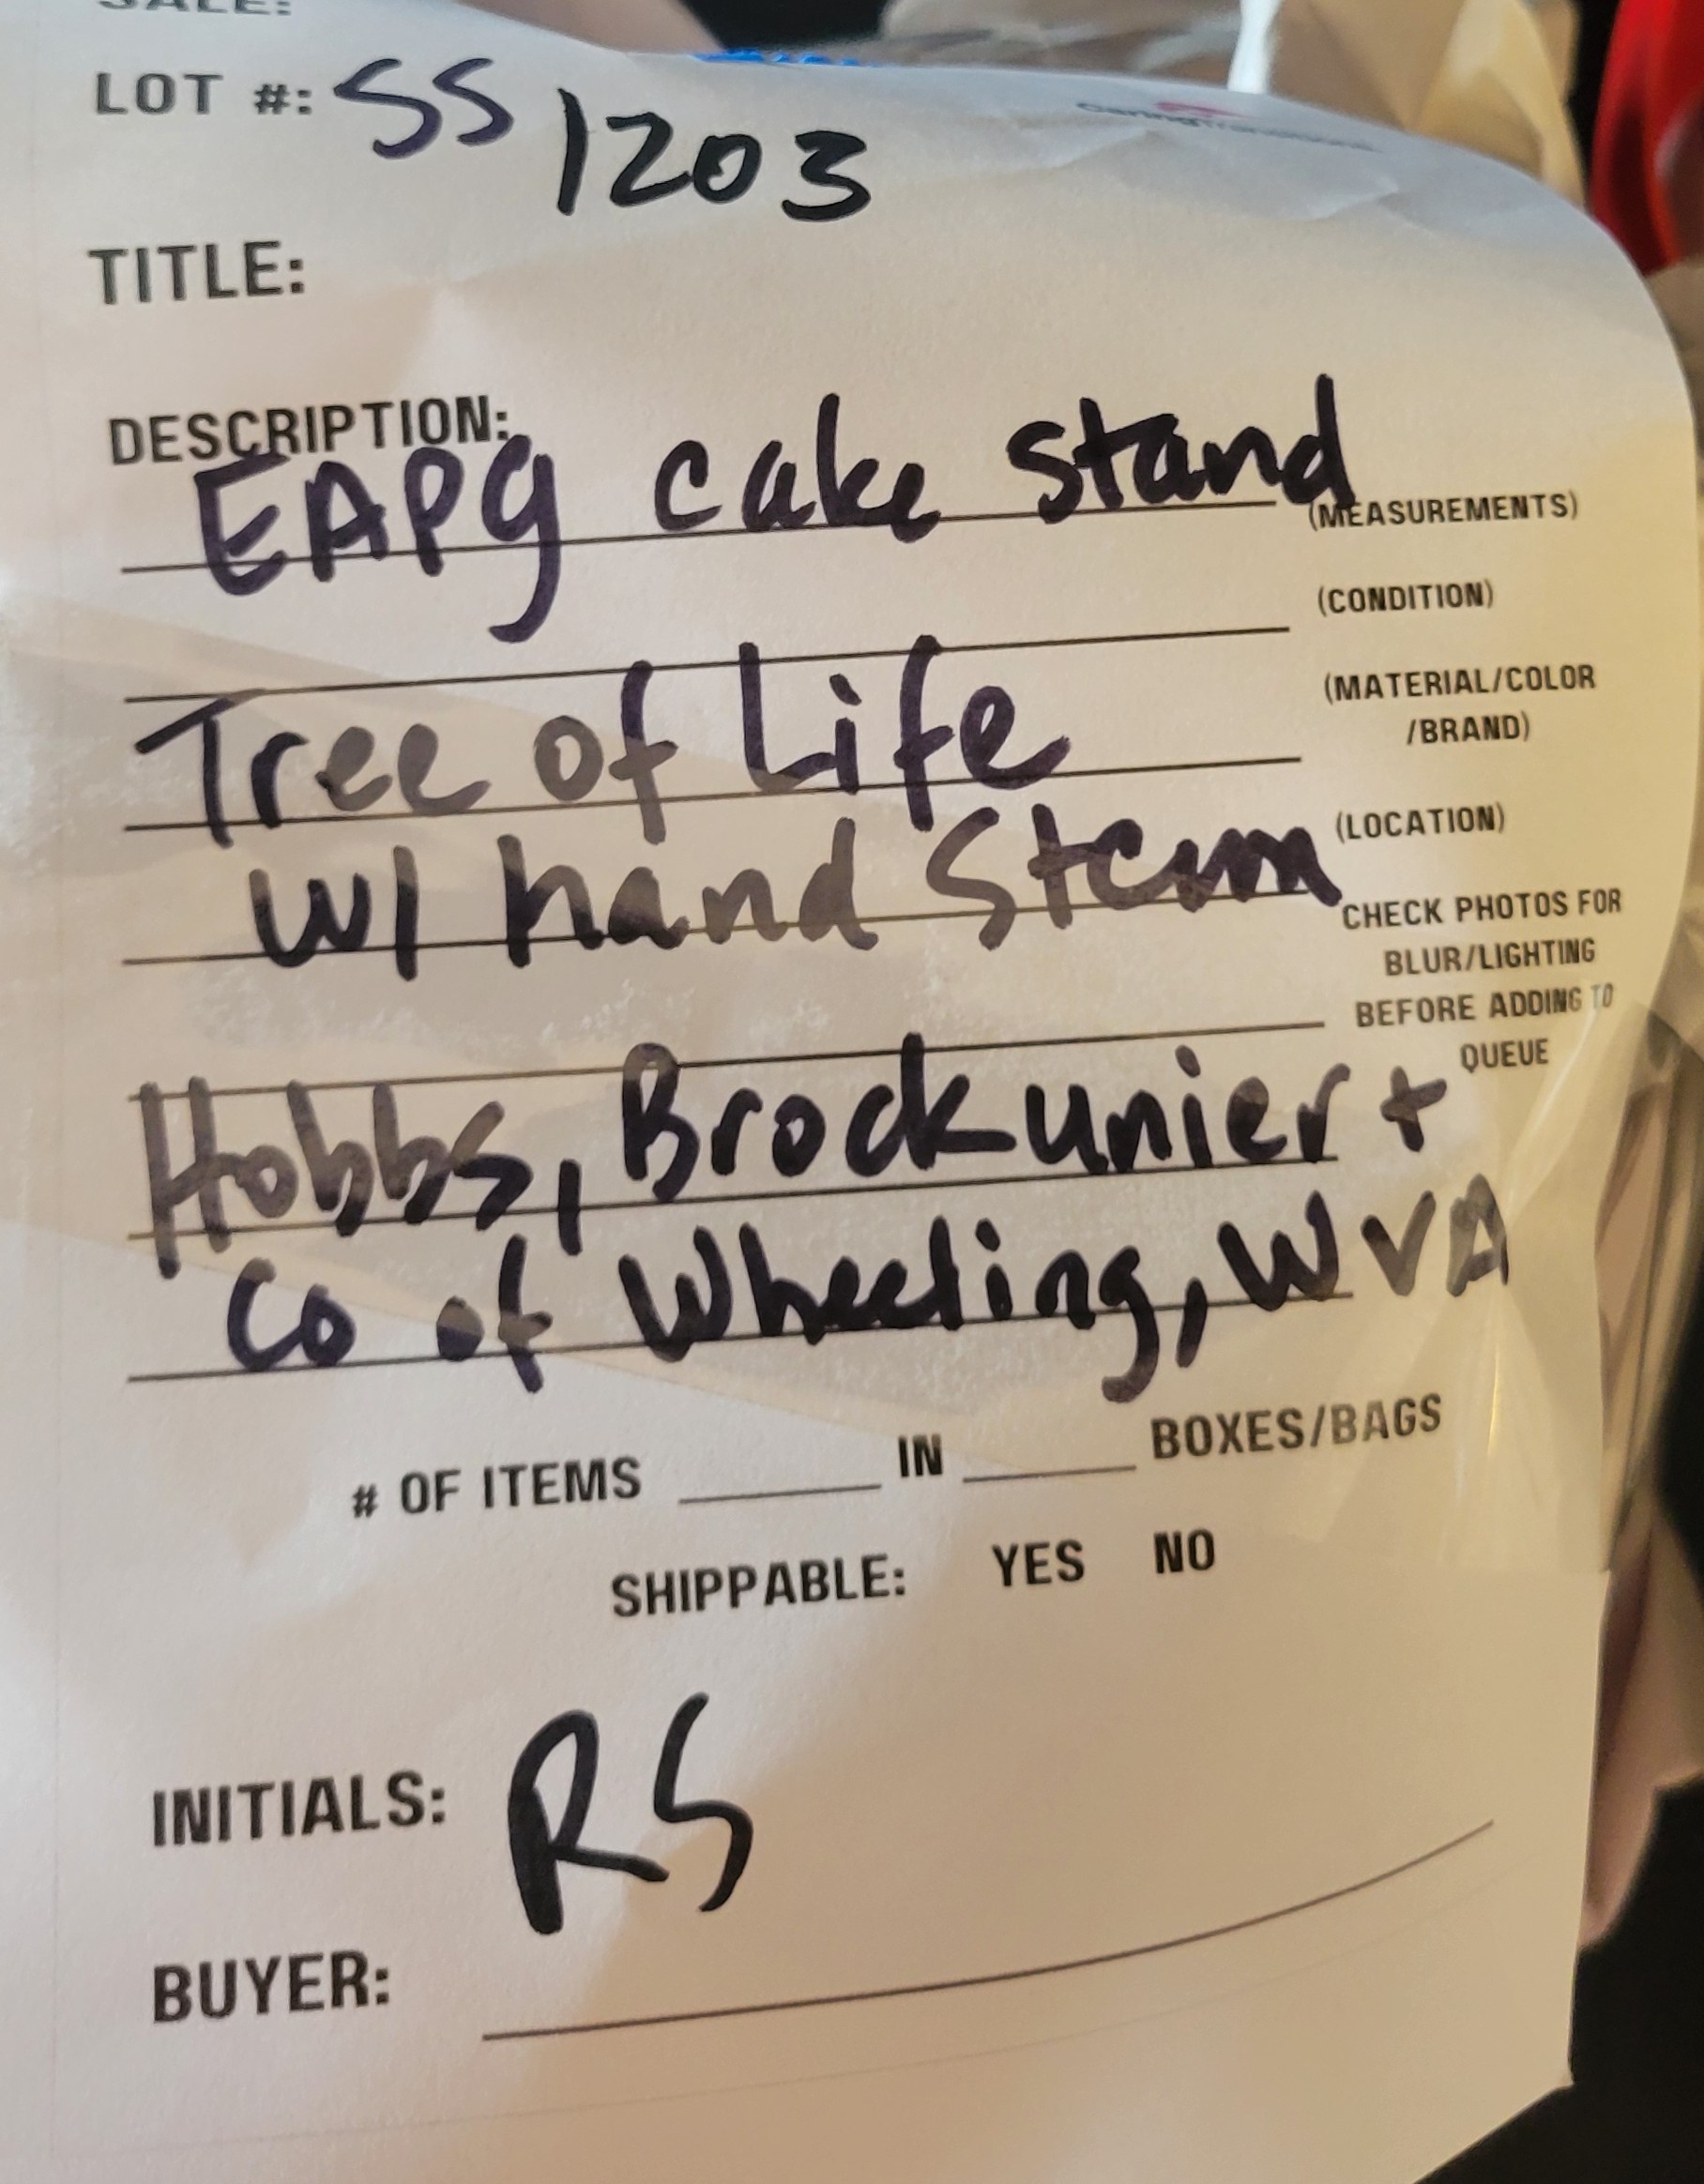 SALE:
LOT #: SS 1203
TITLE:
DESCRIPTION:
EAPG cake stand
(MEASUREMENTS)
(CONDITION)
Tree of Life
(MATERIAL/COLOR
/BRAND)
w/ hand Stem
(LOCATION)
CHECK PHOTOS FOR
BLUR/LIGHTING
BEFORE ADDING TO
QUEUE
Hobbs, Brockunier +
Co of Wheeling, WVA
# OF ITEMS ______ IN ______ BOXES/BAGS
SHIPPABLE: YES NO
INITIALS: RS
BUYER: